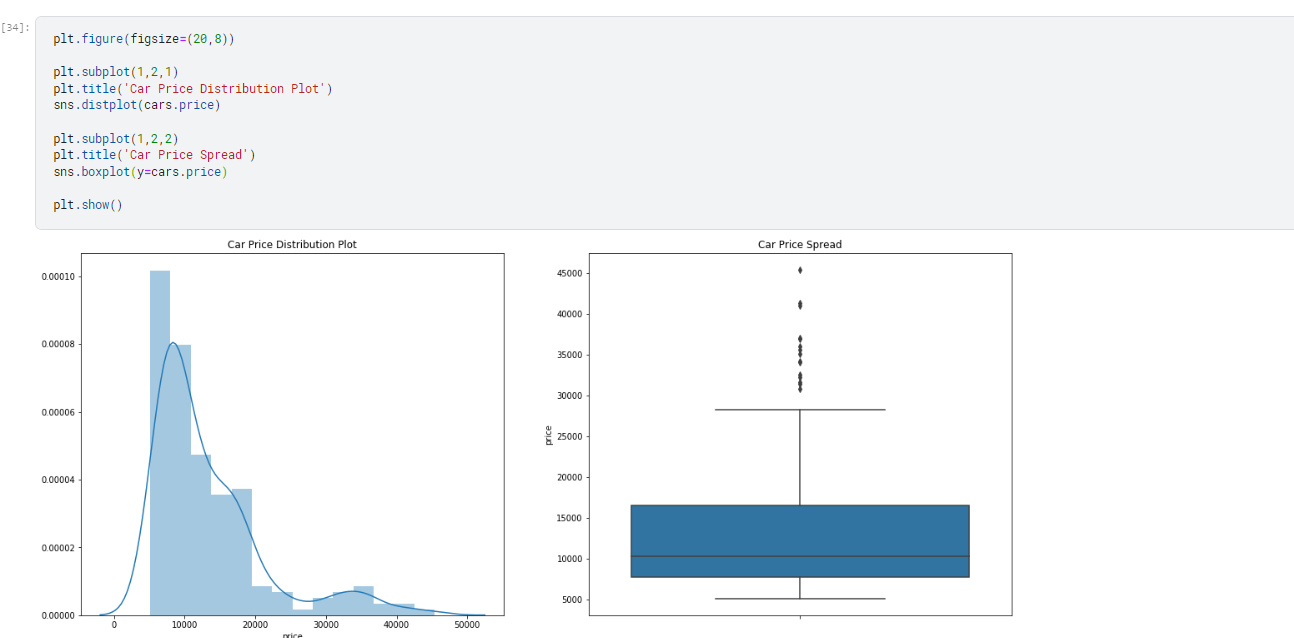 [34]:
plt.figure(figsize=(20,8))
plt.subplot(1,2,1)
plt.title('Car Price Distribution Plot')
sns.distplot(cars.price)
plt.subplot(1,2,2)
plt.title('Car Price Spread')
sns.boxplot(y=cars.price)
plt.show()
Car Price Distribution Plot
0.00010
0.00008
0.00006
0.00004
0.00002
0.00000
0 10000 20000 30000 40000 50000
price
Car Price Spread
45000
40000
35000
30000
25000
20000
15000
10000
5000
price